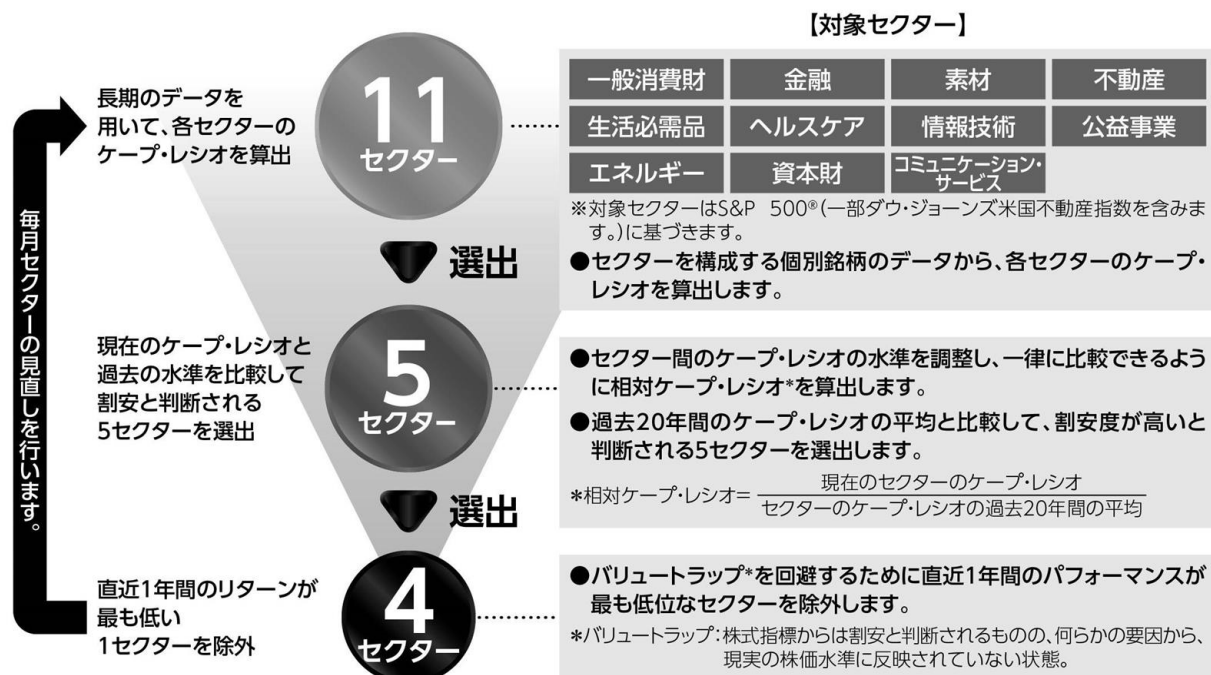 【対象セクター】
長期のデータを
用いて、各セクターの
ケープ・レシオを算出
11
セクター
一般消費財
金融
素材
不動産
生活必需品
ヘルスケア
情報技術
公益事業
エネルギー
資本財
コミュニケーション・
サービス
※対象セクターはS&P 500®(一部ダウ・ジョーンズ米国不動産指数を含みま
す。)に基づきます。
●セクターを構成する個別銘柄のデータから、各セクターのケープ・
レシオを算出します。
選出
毎月セクターの見直しを行います。
現在のケープ・レシオと
過去の水準を比較して
割安と判断される
5セクターを選出
5
セクター
●セクター間のケープ・レシオの水準を調整し、一律に比較できるよう
に相対ケープ・レシオ*を算出します。
●過去20年間のケープ・レシオの平均と比較して、割安度が高いと
判断される5セクターを選出します。
*相対ケープ・レシオ=
現在のセクターのケープ・レシオ
セクターのケープ・レシオの過去20年間の平均
選出
直近1年間のリターンが
最も低い
1セクターを除外
4
セクター
●バリュートラップ*を回避するために直近1年間のパフォーマンスが
最も低位なセクターを除外します。
*バリュートラップ:株式指標からは割安と判断されるものの、何らかの要因から、
現実の株価水準に反映されていない状態。